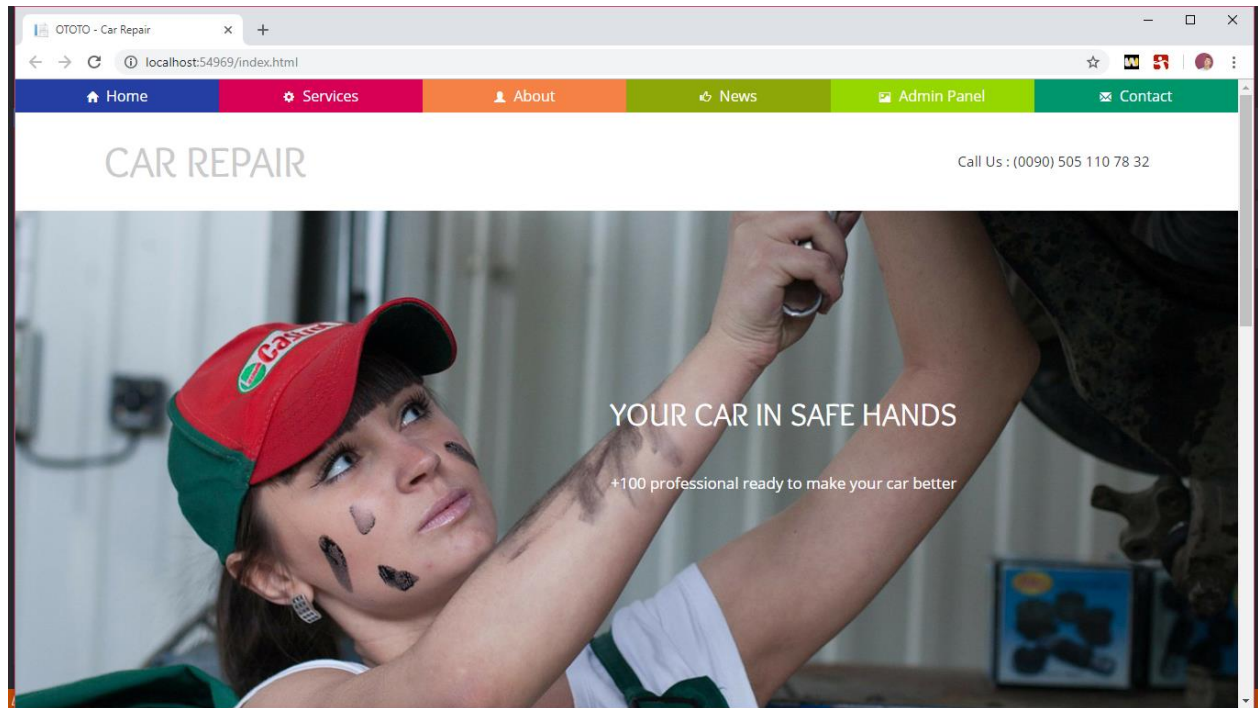 OTOTO - Car Repair
localhost:54969/index.html
Home
Services
About
News
Admin Panel
Contact
CAR REPAIR
Call Us : (0090) 505 110 78 32
Castrol
YOUR CAR IN SAFE HANDS
+100 professional ready to make your car better